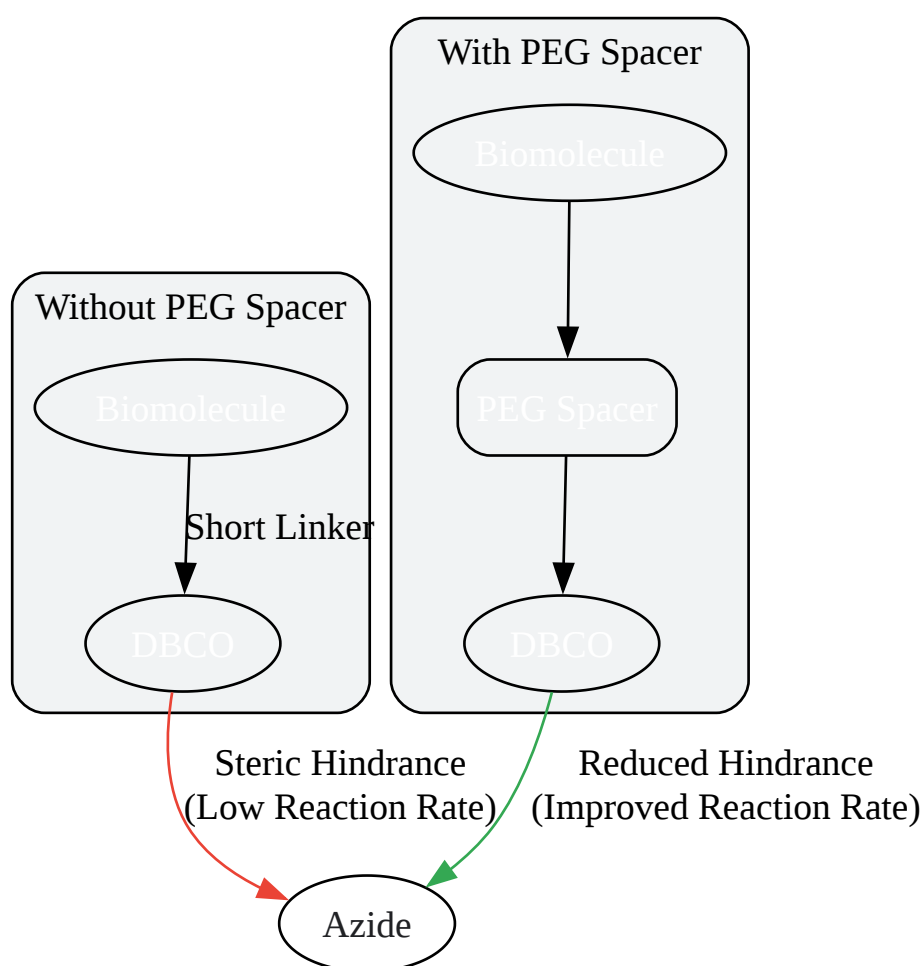 With PEG Spacer
Biomolecule
PEG Spacer
DBCO
Without PEG Spacer
Biomolecule
Short Linker
DBCO
Steric Hindrance
(Low Reaction Rate)
Reduced Hindrance
(Improved Reaction Rate)
Azide